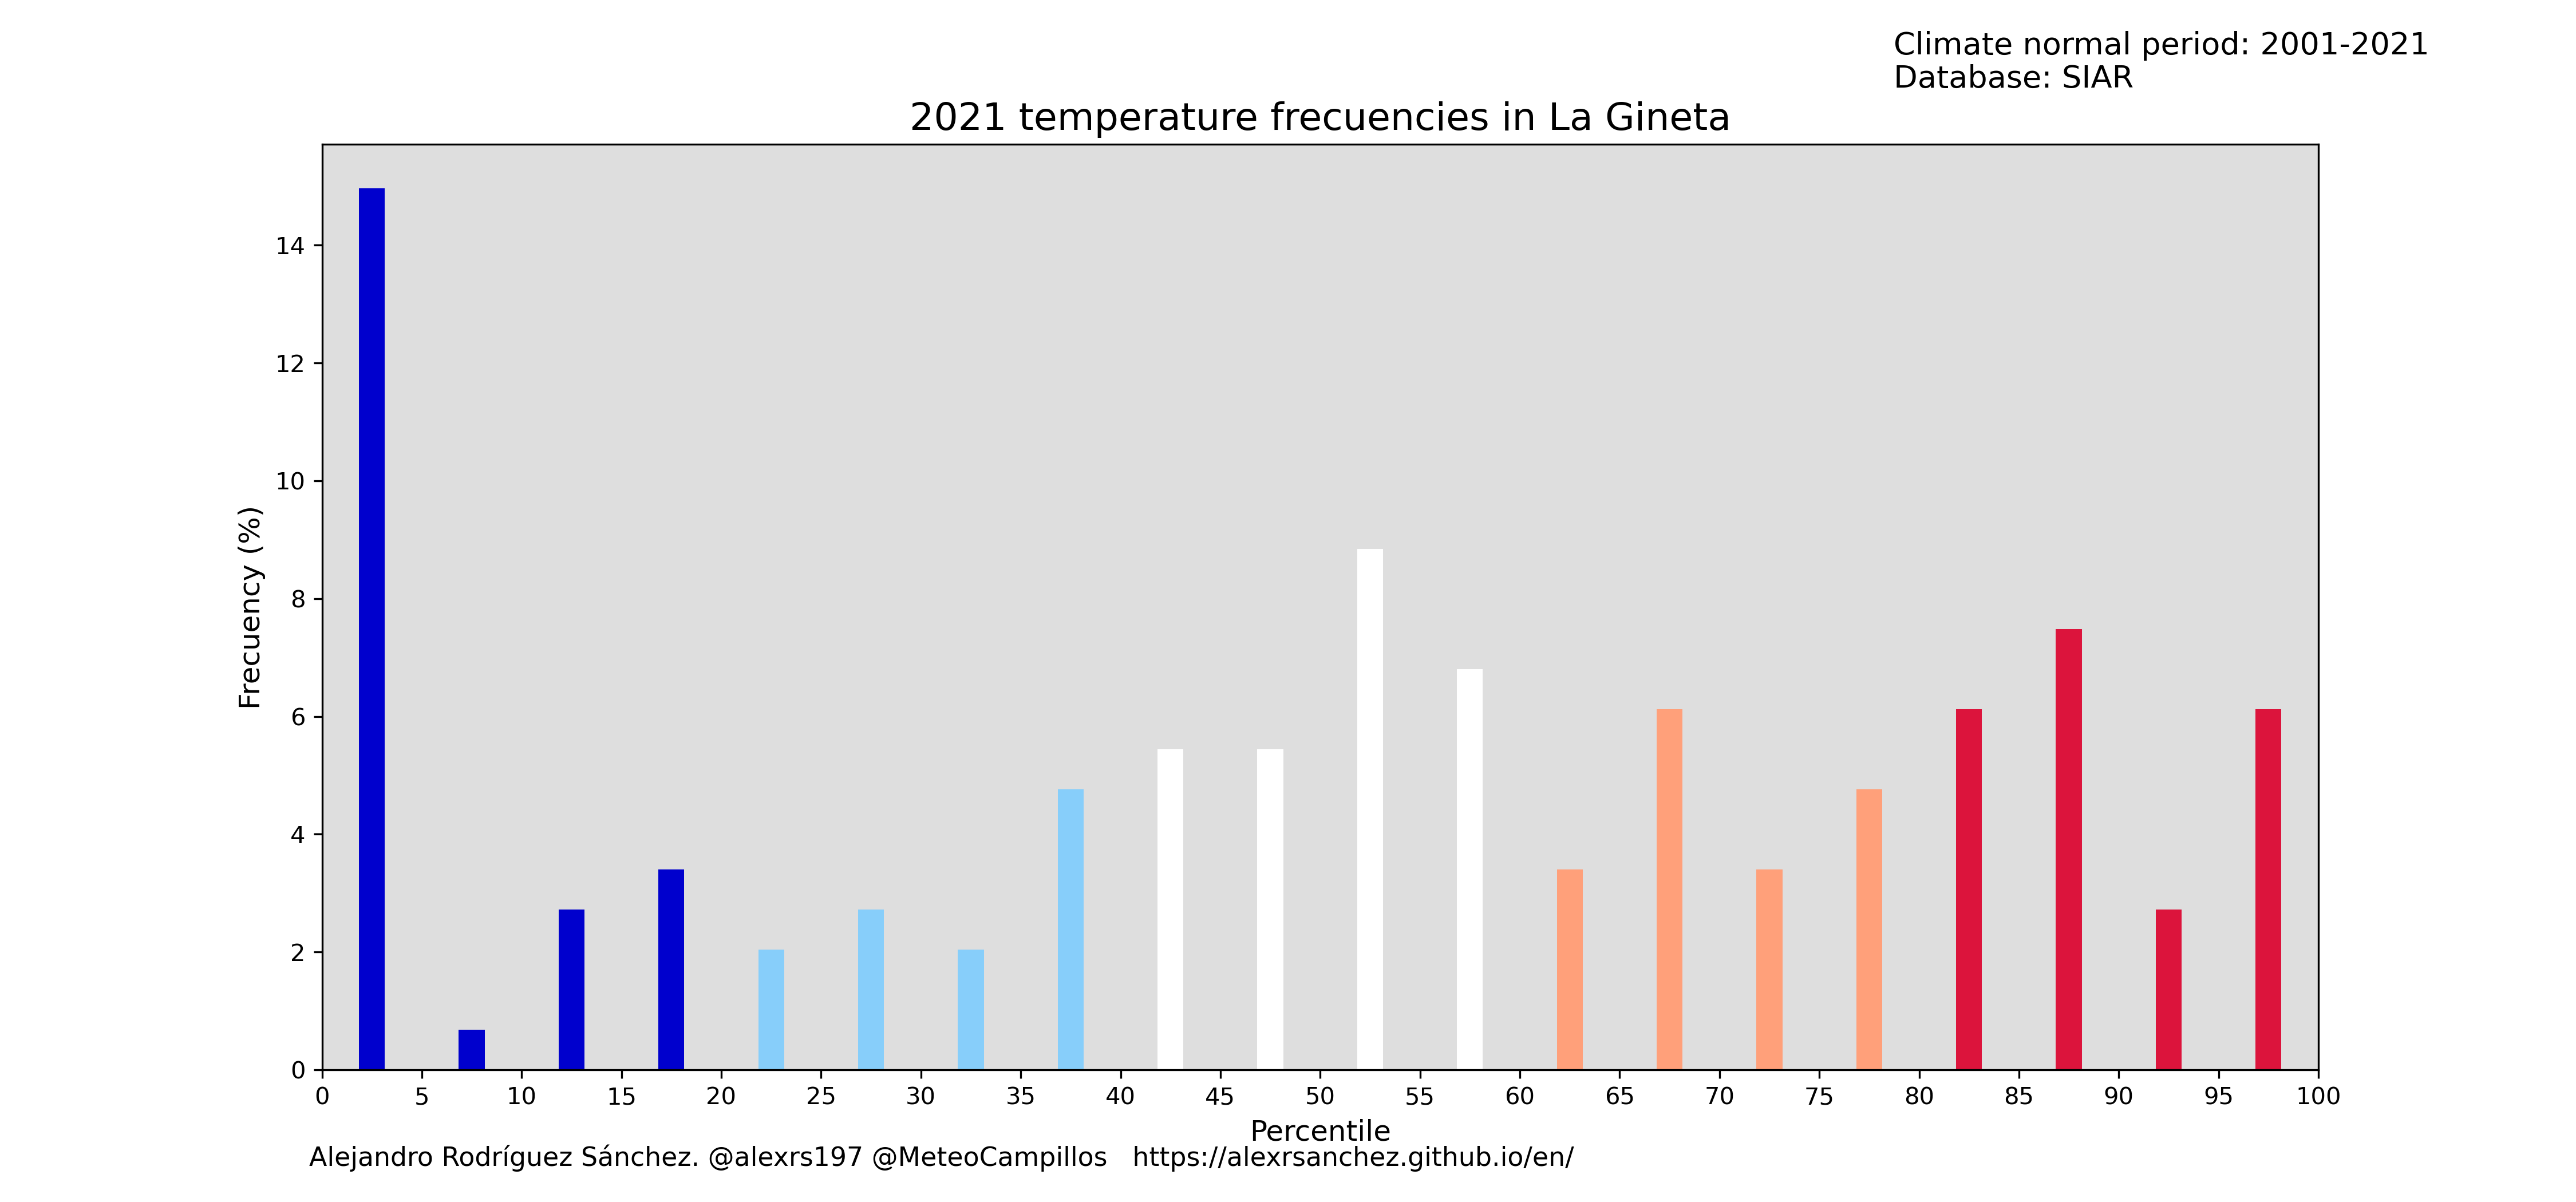 Climate normal period: 2001-2021
Database: SIAR
2021 temperature frecuencies in La Gineta
Frecuency (%)
14
12
10
8
6
4
2
0
0 5 10 15 20 25 30 35 40 45 50 55 60 65 70 75 80 85 90 95 100
Percentile
Alejandro Rodríguez Sánchez. @alexrs197 @MeteoCampillos https://alexrsanchez.github.io/en/